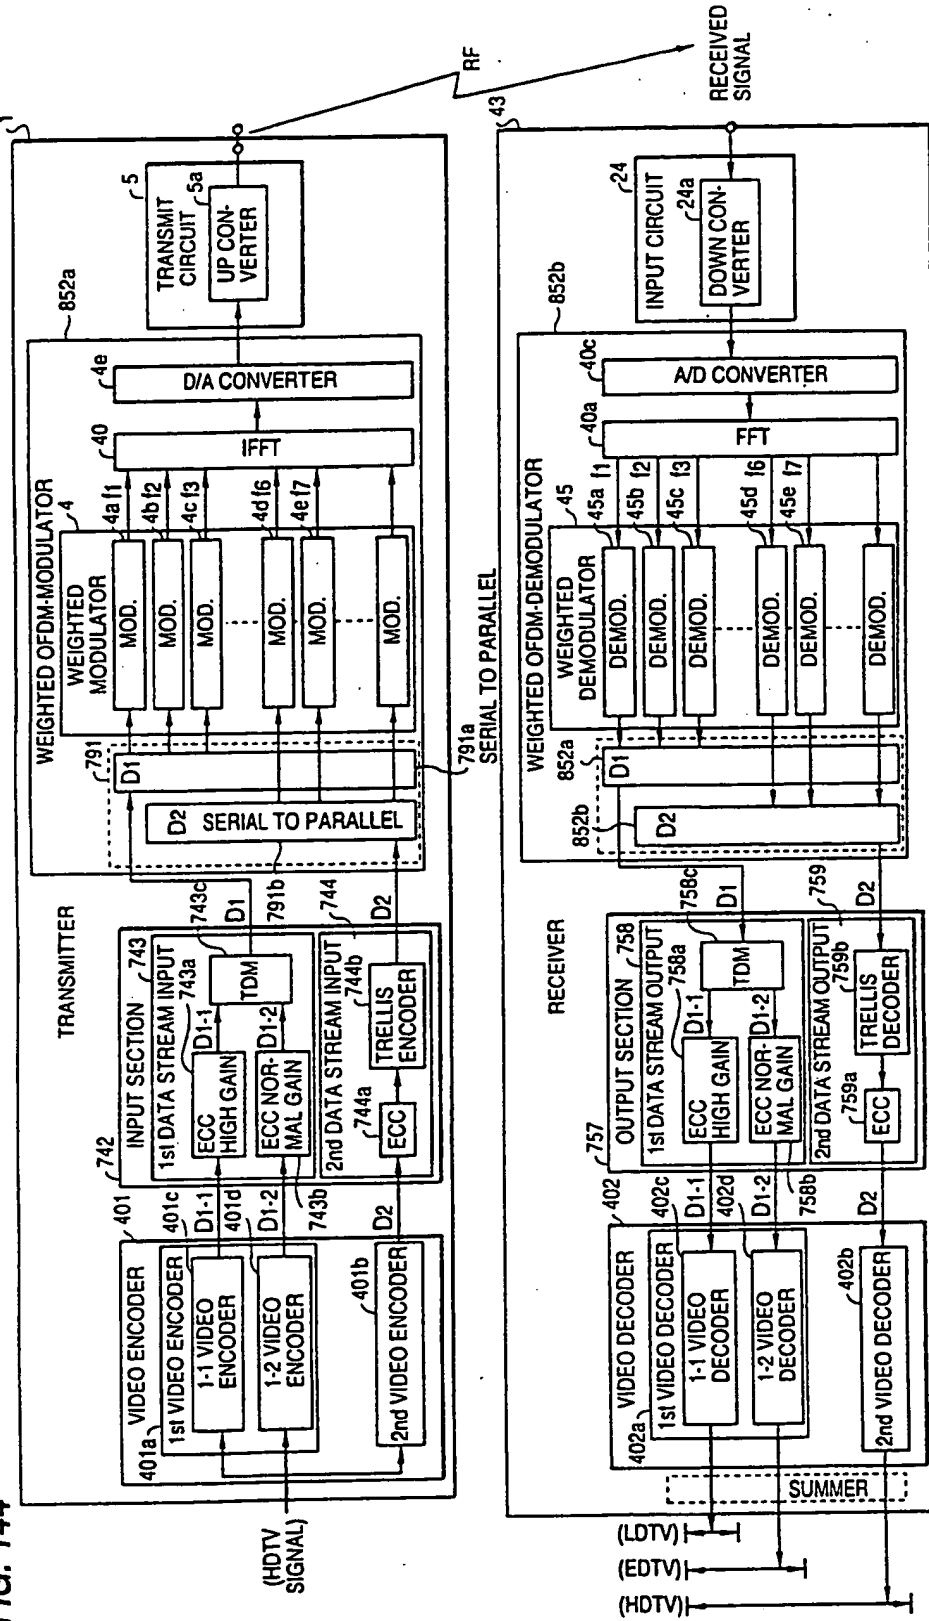 FIG. 144
TRANSMITTER
1
(HDTV
SIGNAL)
VIDEO ENCODER
401
401a
1st VIDEO ENCODER
401c
1-1 VIDEO
ENCODER
401d
1-2 VIDEO
ENCODER
401b
2nd VIDEO ENCODER
D1-1
D1-2
D2
742
INPUT SECTION
743
1st DATA STREAM INPUT
743a
ECC
HIGH GAIN
743b
ECC NOR-
MAL GAIN
D1-1
D1-2
743c
TDM
2nd DATA STREAM INPUT
744
744a
ECC
744b
TRELLIS
ENCODER
D1
D2
WEIGHTED OFDM-MODULATOR
852a
791
D1
791a
SERIAL TO PARALLEL
791b
D2
SERIAL TO PARALLEL
WEIGHTED
MODULATOR
4
MOD.
4a
f1
MOD.
4b
f2
MOD.
4c
f3
MOD.
4d
f6
MOD.
4e
f7
MOD.
40
IFFT
4e
D/A CONVERTER
TRANSMIT
CIRCUIT
5
5a
UP CON-
VERTER
RF
RECEIVED
SIGNAL
RECEIVER
43
INPUT CIRCUIT
24
24a
DOWN CON-
VERTER
WEIGHTED OFDM-DEMODULATOR
852b
40c
A/D CONVERTER
40a
FFT
WEIGHTED
DEMODULATOR
45
45a
f1
DEMOD.
45b
f2
DEMOD.
45c
f3
DEMOD.
45d
f6
DEMOD.
45e
f7
DEMOD.
DEMOD.
852a
D1
852b
D2
D1
D2
757
OUTPUT SECTION
758
1st DATA STREAM OUTPUT
758c
TDM
D1-1
D1-2
758a
ECC
HIGH GAIN
758b
ECC NOR-
MAL GAIN
2nd DATA STREAM OUTPUT
759
759b
TRELLIS
DECODER
759a
ECC
D1-1
D1-2
D2
VIDEO DECODER
402
402a
1st VIDEO DECODER
402c
1-1 VIDEO
DECODER
402d
1-2 VIDEO
DECODER
402b
2nd VIDEO DECODER
SUMMER
(LDTV)
(EDTV)
(HDTV)